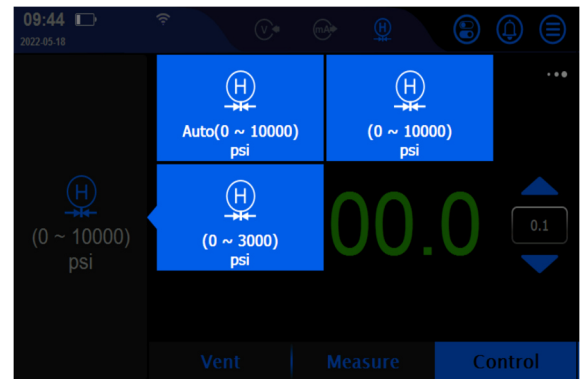 09:44
2022-05-18
V
mA
H
H
Auto(0 ~ 10000)
psi
H
(0 ~ 10000)
psi
H
(0 ~ 10000)
psi
H
(0 ~ 3000)
psi
00.0
0.1
Vent
Measure
Control